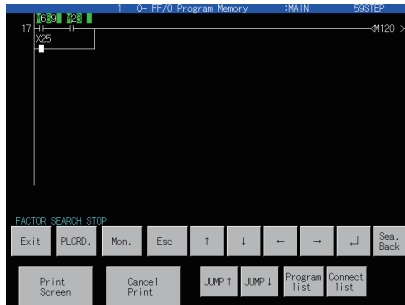 1 0- FF/0 Program Memory :MAIN 59STEP
17 <M120 >
X25
FACTOR SEARCH STOP
Exit PLCRD. Mon. Esc ↑ ↓ ← → ↵ Sea. Back
Print Screen Cancel Print JUMP↑ JUMP↓ Program list Connect list